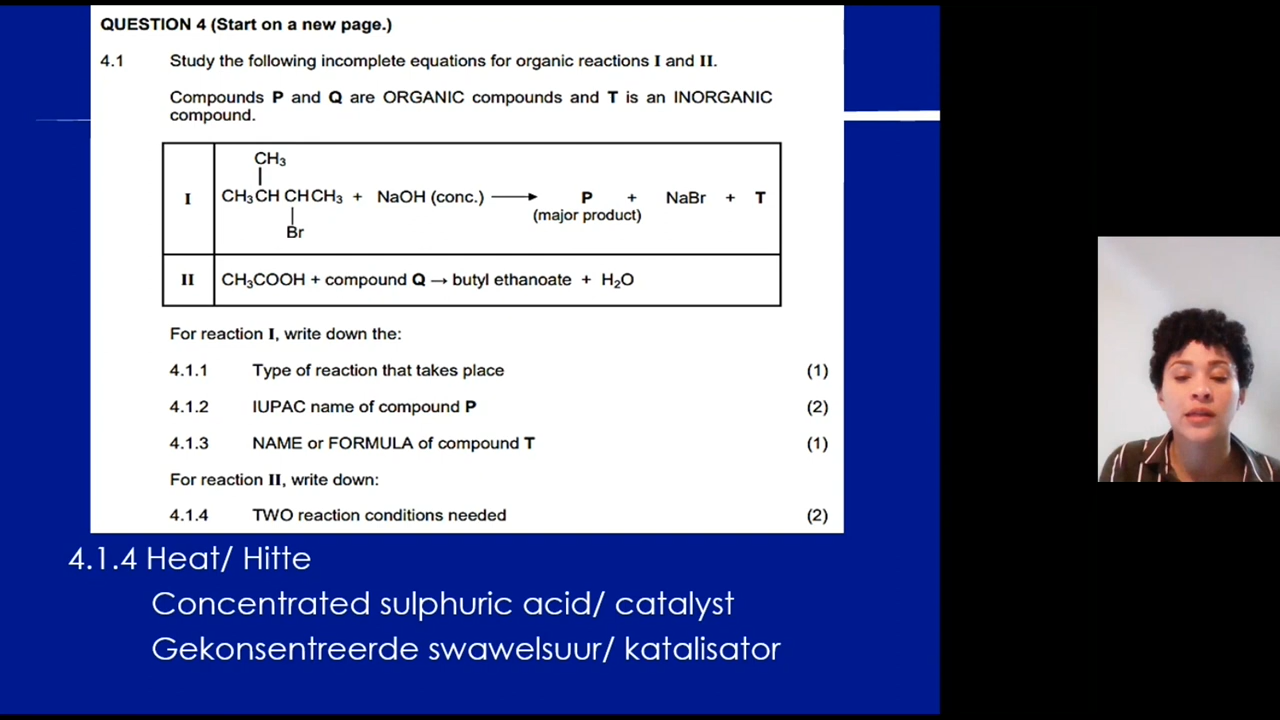 QUESTION 4 (Start on a new page.)
4.1 Study the following incomplete equations for organic reactions I and II.
Compounds P and Q are ORGANIC compounds and T is an INORGANIC
compound.
CH₃
I CH₃CH CHCH₃ + NaOH (conc.) ⟶ P + NaBr + T
(major product)
Br
II CH₃COOH + compound Q → butyl ethanoate + H₂O
For reaction I, write down the:
4.1.1 Type of reaction that takes place (1)
4.1.2 IUPAC name of compound P (2)
4.1.3 NAME or FORMULA of compound T (1)
For reaction II, write down:
4.1.4 TWO reaction conditions needed (2)
4.1.4 Heat/ Hitte
Concentrated sulphuric acid/ catalyst
Gekonsentreerde swawelsuur/ katalisator